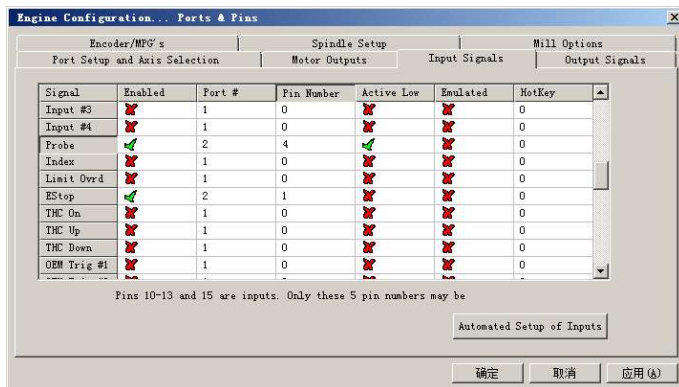 Engine Configuration... Ports & Pins
Encoder/MPG's Spindle Setup Mill Options
Port Setup and Axis Selection Motor Outputs Input Signals Output Signals
Signal Enabled Port # Pin Number Active Low Emulated HotKey
Input #3 1 0 0
Input #4 1 0 0
Probe 2 4 0
Index 1 0 0
Limit Ovrd 1 0 0
EStop 2 1 0
THC On 1 0 0
THC Up 1 0 0
THC Down 1 0 0
OEM Trig #1 1 0 0
Pins 10-13 and 15 are inputs. Only these 5 pin numbers may be
Automated Setup of Inputs
确定 取消 应用(A)